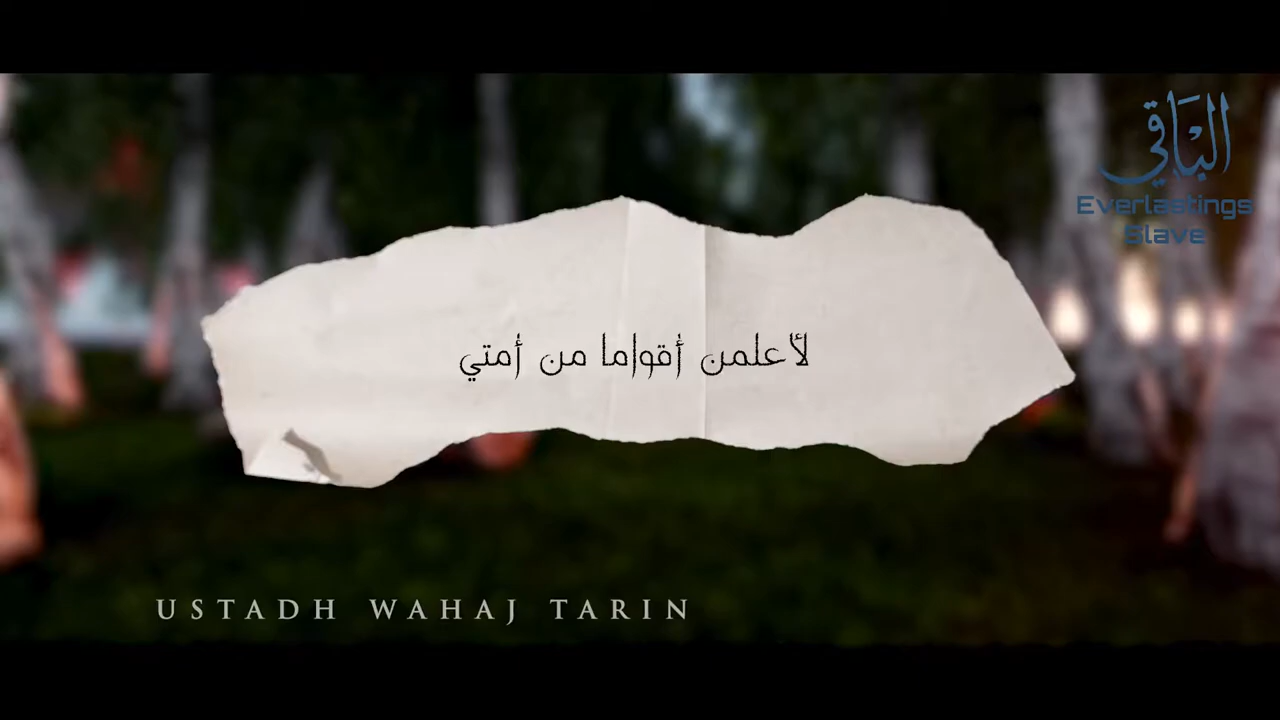 الباقي
Everlastings
Slave
لأعلمن أقواما من أمتي
USTADH WAHAJ TARIN